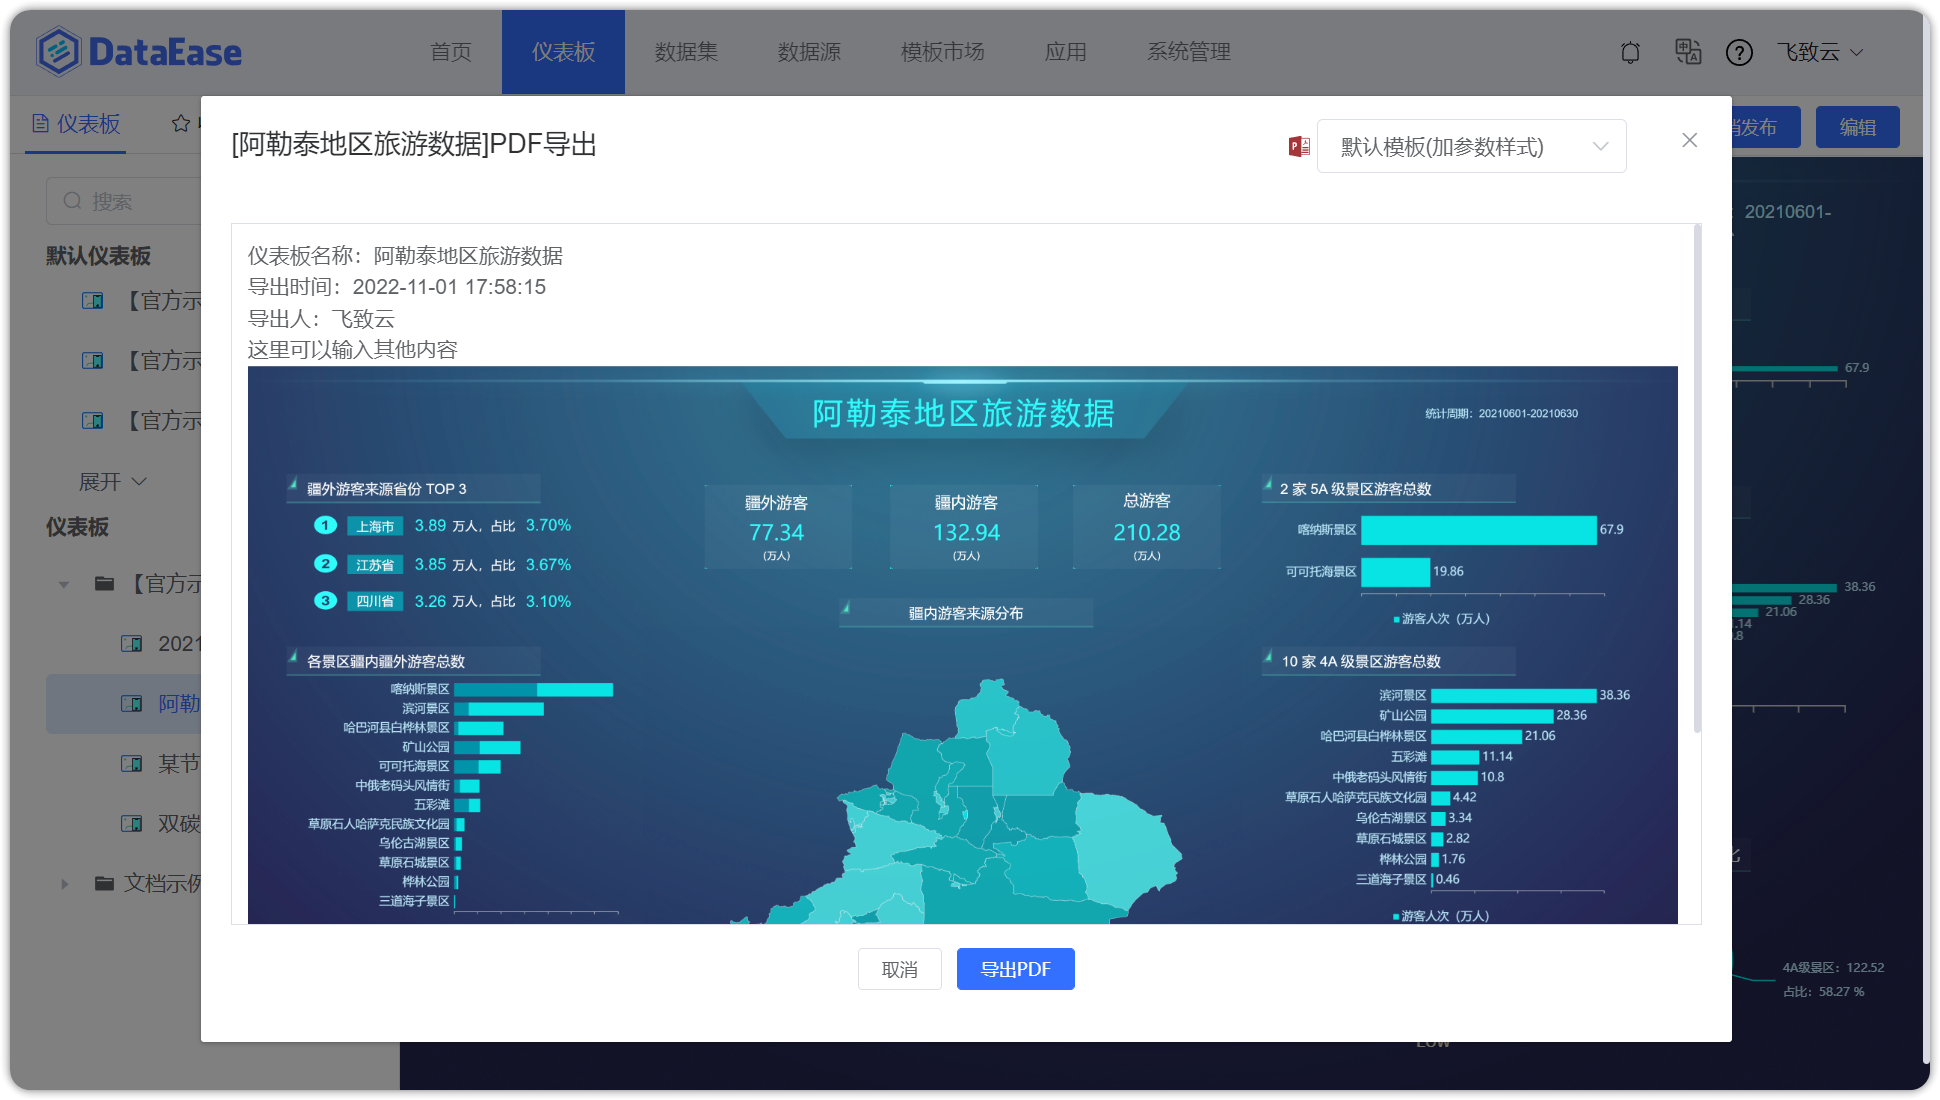 DataEase
首页
仪表板
数据集
数据源
模板市场
应用
系统管理
飞致云
仪表板
发布
编辑
搜索
默认仪表板
【官方示
【官方示
【官方示
展开
仪表板
【官方示
2021
阿勒
某节
双碳
文档示例
[阿勒泰地区旅游数据]PDF导出
默认模板(加参数样式)
仪表板名称：阿勒泰地区旅游数据
导出时间：2022-11-01 17:58:15
导出人：飞致云
这里可以输入其他内容
阿勒泰地区旅游数据
统计周期：20210601-20210630
疆外游客来源省份 TOP 3
1 上海市 3.89 万人，占比 3.70%
2 江苏省 3.85 万人，占比 3.67%
3 四川省 3.26 万人，占比 3.10%
疆外游客
77.34
(万人)
疆内游客
132.94
(万人)
总游客
210.28
(万人)
疆内游客来源分布
2 家 5A 级景区游客总数
喀纳斯景区 67.9
可可托海景区 19.86
游客人次（万人）
各景区疆内疆外游客总数
喀纳斯景区
滨河景区
哈巴河县白桦林景区
矿山公园
可可托海景区
中俄老码头风情街
五彩滩
草原石人哈萨克民族文化园
乌伦古湖景区
草原石城景区
桦林公园
三道海子景区
10 家 4A 级景区游客总数
滨河景区 38.36
矿山公园 28.36
哈巴河县白桦林景区 21.06
五彩滩 11.14
中俄老码头风情街 10.8
草原石人哈萨克民族文化园 4.42
乌伦古湖景区 3.34
草原石城景区 2.82
桦林公园 1.76
三道海子景区 0.46
游客人次（万人）
取消
导出PDF
20210601-
67.9
38.36
28.36
21.06
.14
.8
4A级景区：122.52
占比：58.27 %
LOW